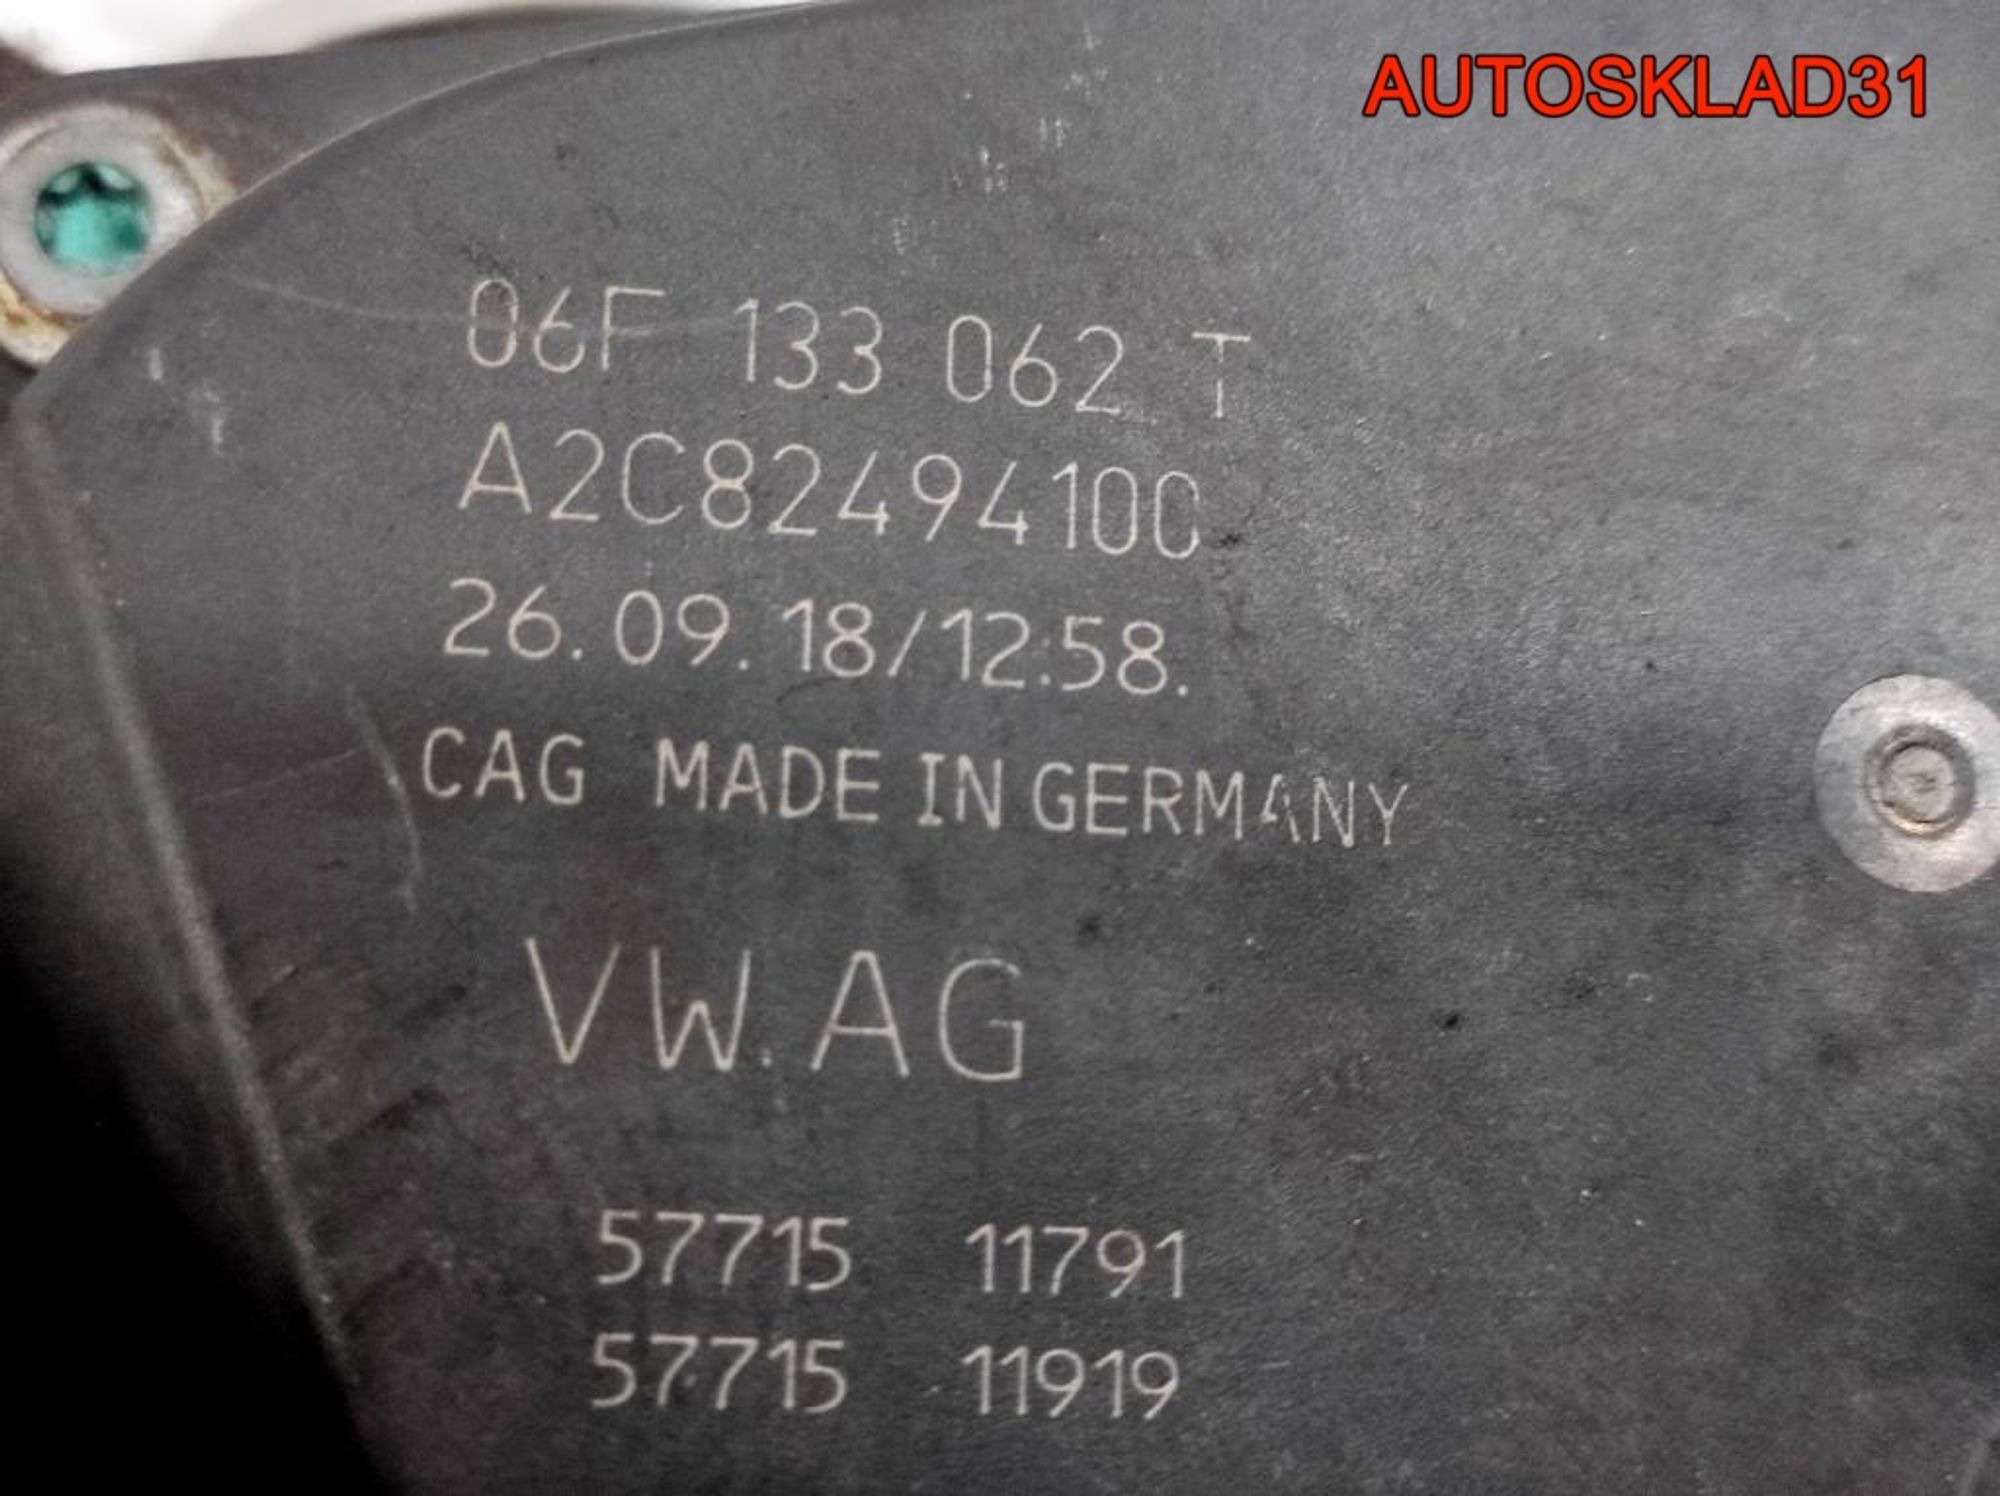 AUTOSKLAD31
06F 133 062 T
A2C82494100
26.09.18/12:58.
CAG MADE IN GERMANY
VW.AG
57715 11791
57715 11919